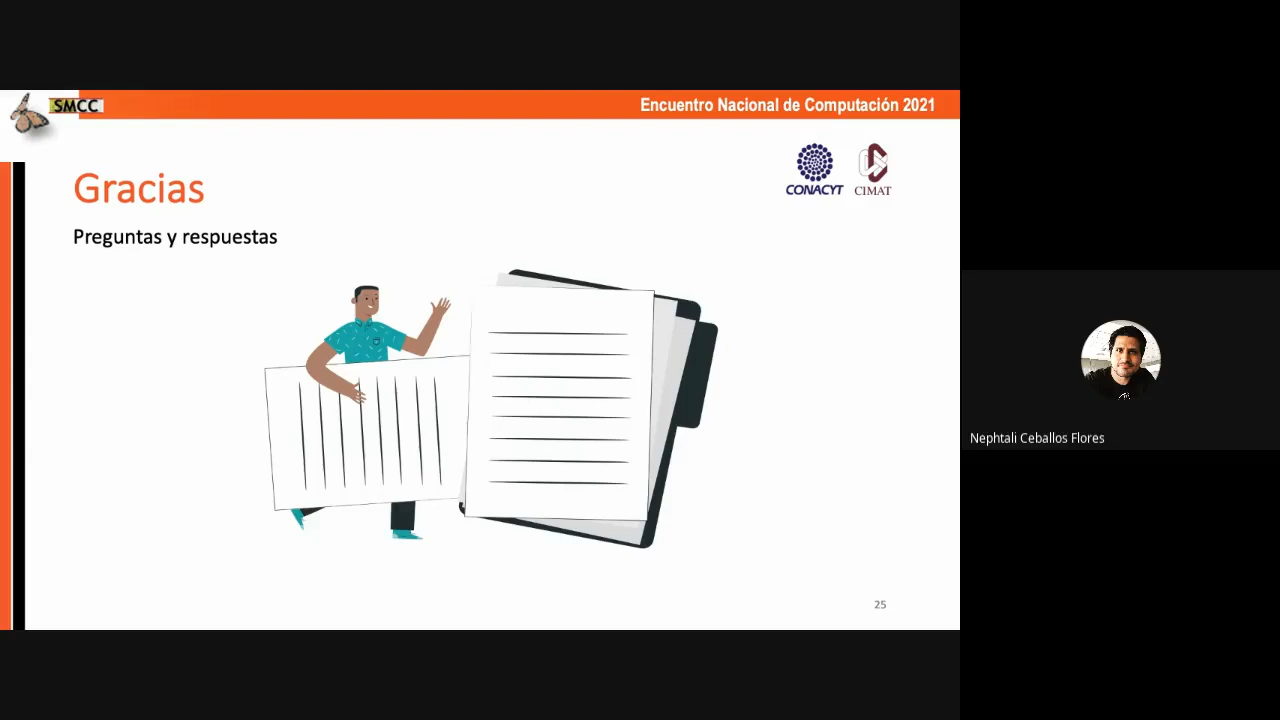 SMCC
Encuentro Nacional de Computación 2021
CONACYT
CIMAT
Gracias
Preguntas y respuestas
25
Nephtali Ceballos Flores